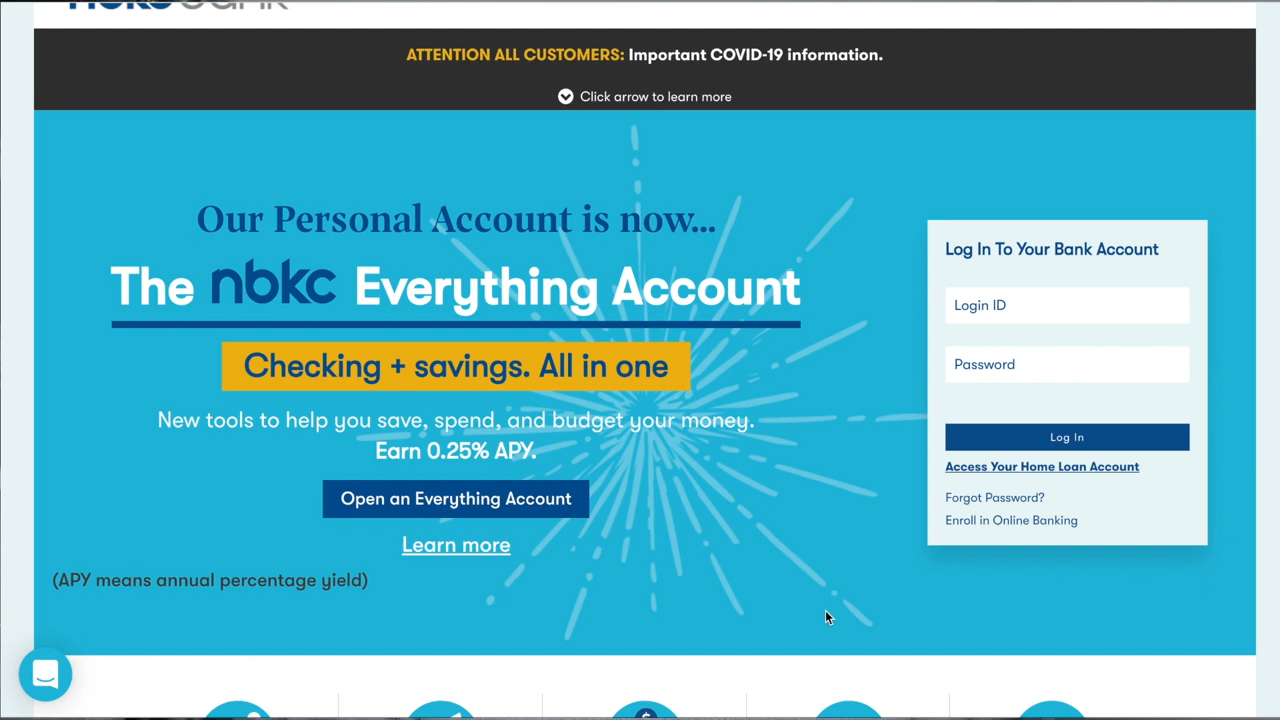 ATTENTION ALL CUSTOMERS: Important COVID-19 information.
Click arrow to learn more
Our Personal Account is now...
The nbkc Everything Account
Checking + savings. All in one
New tools to help you save, spend, and budget your money.
Earn 0.25% APY.
Open an Everything Account
Learn more
(APY means annual percentage yield)
Log In To Your Bank Account
Login ID
Password
Log In
Access Your Home Loan Account
Forgot Password?
Enroll in Online Banking